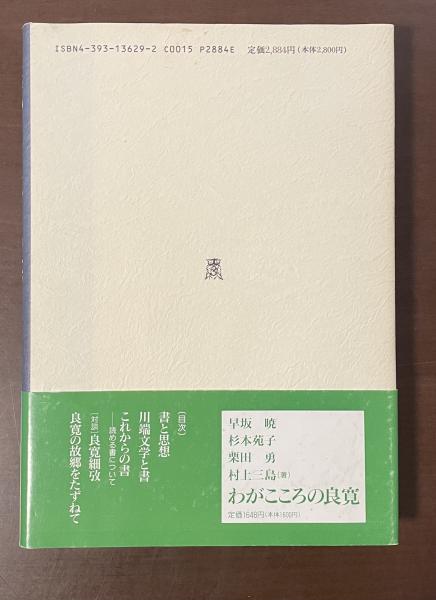 ISBN4-393-13629-2 C0015 P2884E 定価2,884円(本体2,800円)
早坂 暁
杉本苑子
栗田 勇
村上三島(著)
わがこころの良寛
定価1648円(本体1600円)
〔目次〕
書と思想
川端文学と書
これからの書
──読める書について
〔対談〕良寛細攷
良寛の故郷をたずねて